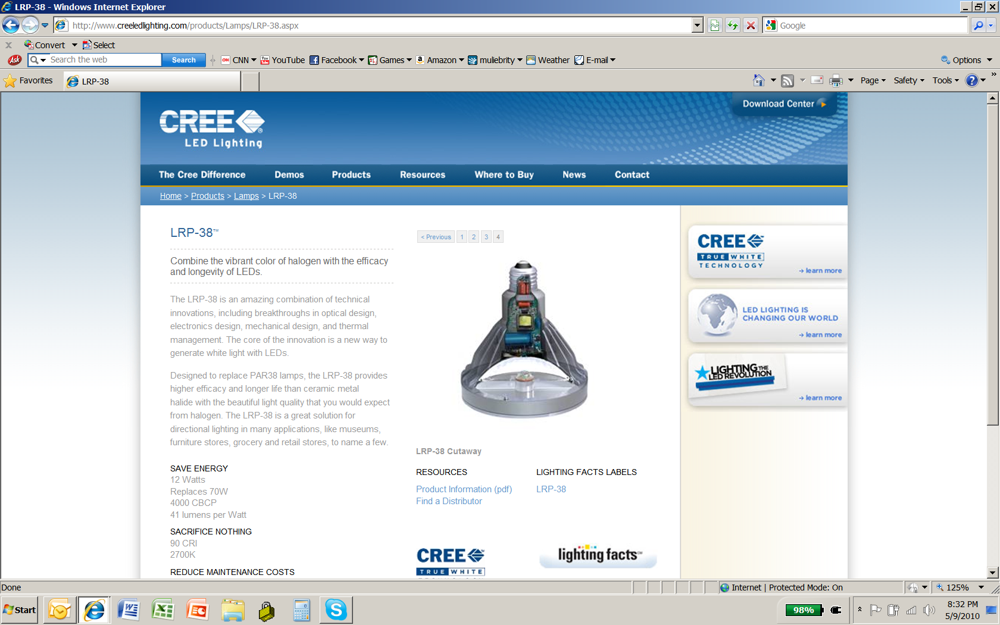 LRP-38 - Windows Internet Explorer
http://www.creeledlighting.com/products/Lamps/LRP-38.aspx
Google
x Convert Select
Ask Search the web Search CNN YouTube Facebook Games Amazon muliebrity Weather E-mail Options
Favorites LRP-38 Page Safety Tools
Download Center
CREE
LED Lighting
The Cree Difference Demos Products Resources Where to Buy News Contact
Home > Products > Lamps > LRP-38
LRP-38™
Combine the vibrant color of halogen with the efficacy
and longevity of LEDs.
The LRP-38 is an amazing combination of technical
innovations, including breakthroughs in optical design,
electronics design, mechanical design, and thermal
management. The core of the innovation is a new way to
generate white light with LEDs.
Designed to replace PAR38 lamps, the LRP-38 provides
higher efficacy and longer life than ceramic metal
halide with the beautiful light quality that you would expect
from halogen. The LRP-38 is a great solution for
directional lighting in many applications, like museums,
furniture stores, grocery and retail stores, to name a few.
SAVE ENERGY
12 Watts
Replaces 70W
4000 CBCP
41 lumens per Watt
SACRIFICE NOTHING
90 CRI
2700K
REDUCE MAINTENANCE COSTS
< Previous 1 2 3 4
LRP-38 Cutaway
RESOURCES
Product Information (pdf)
Find a Distributor
LIGHTING FACTS LABELS
LRP-38
CREE
TRUE WHITE
lighting facts
CREE
TRUE WHITE
TECHNOLOGY
→ learn more
LED LIGHTING IS
CHANGING OUR WORLD
→ learn more
LIGHTING THE
LED REVOLUTION
→ learn more
Done Internet | Protected Mode: On 125%
Start 98% 8:32 PM
5/9/2010